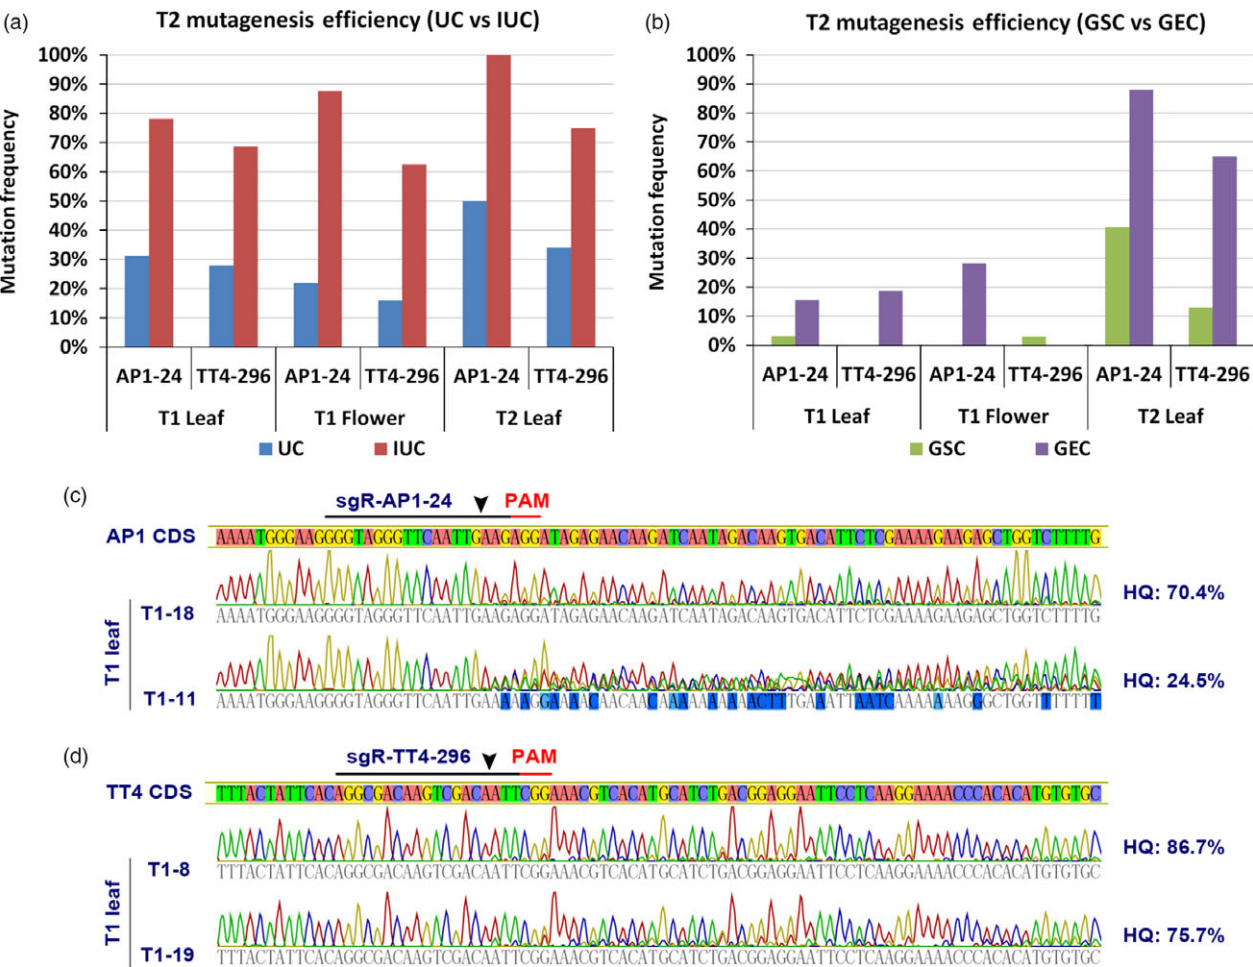 (a)
T2 mutagenesis efficiency (UC vs IUC)
Mutation frequency
100%
90%
80%
70%
60%
50%
40%
30%
20%
10%
0%
AP1-24 TT4-296 AP1-24 TT4-296 AP1-24 TT4-296
T1 Leaf T1 Flower T2 Leaf
UC IUC
(b)
T2 mutagenesis efficiency (GSC vs GEC)
Mutation fequency
100%
90%
80%
70%
60%
50%
40%
30%
20%
10%
0%
AP1-24 TT4-296 AP1-24 TT4-296 AP1-24 TT4-296
T1 Leaf T1 Flower T2 Leaf
GSC GEC
(c)
sgR-AP1-24 PAM
AP1 CDS AAAATGGGAAGGGGTAGGGTTCAATTGAAGAGGATAGAGAACAAGATCAATAGACAAGTGACATTCTCGAAAAGAAGAGCTGGTCTTTTG
HQ: 70.4%
T1 leaf
T1-18 AAAATGGGAAGGGGTAGGGTTCAATTGAAGAGGATAGAGAACAAGATCAATAGACAAGTGACATTCTCGAAAAGAAGAGCTGGTCTTTTG
HQ: 24.5%
T1-11 AAAATGGGAAGGGGTAGGGTTCAATTGAAAAAGGAAAACAACAACAAAAAAAAACTTTGAAATTAATCAAAAAAAGGGCTGGTTTTTTT
(d)
sgR-TT4-296 PAM
TT4 CDS TTTACTATTCACAGGCGACAAGTCGACAATTCGGAAACGTCACATGCATCTGACGGAGGAATTCCTCAAGGAAAACCCACACATGTGTGC
HQ: 86.7%
T1 leaf
T1-8 TTTACTATTCACAGGCGACAAGTCGACAATTCGGAAACGTCACATGCATCTGACGGAGGAATTCCTCAAGGAAAACCCACACATGTGTGC
HQ: 75.7%
T1-19 TTTACTATTCACAGGCGACAAGTCGACAATTCGGAAACGTCACATGCATCTGACGGAGGAATTCCTCAAGGAAAACCCACACATGTGTGC